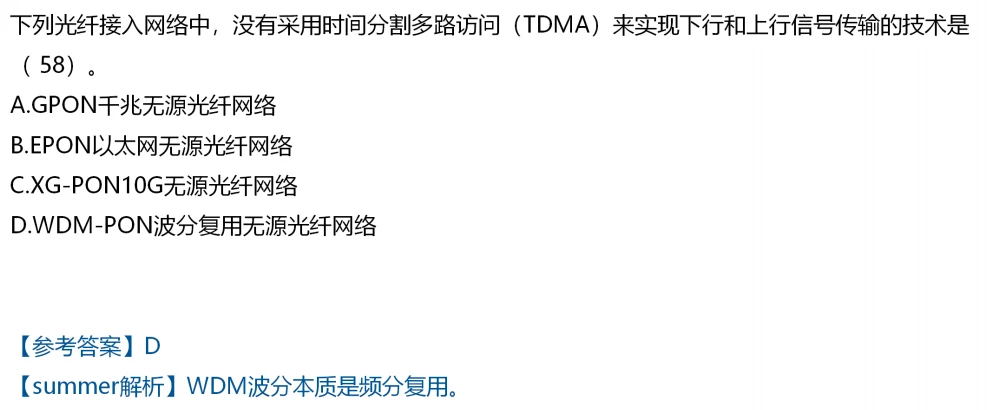 下列光纤接入网络中，没有采用时间分割多路访问（TDMA）来实现下行和上行信号传输的技术是
（ 58）。
A.GPON千兆无源光纤网络
B.EPON以太网无源光纤网络
C.XG-PON10G无源光纤网络
D.WDM-PON波分复用无源光纤网络
【参考答案】D
【summer解析】WDM波分本质是频分复用。